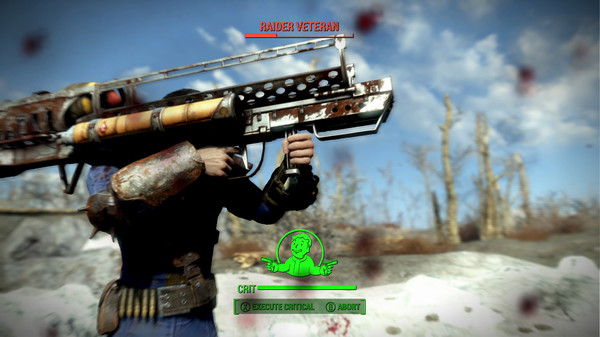 RAIDER VETERAN
CRIT
Ⓧ EXECUTE CRITICAL Ⓑ ABORT